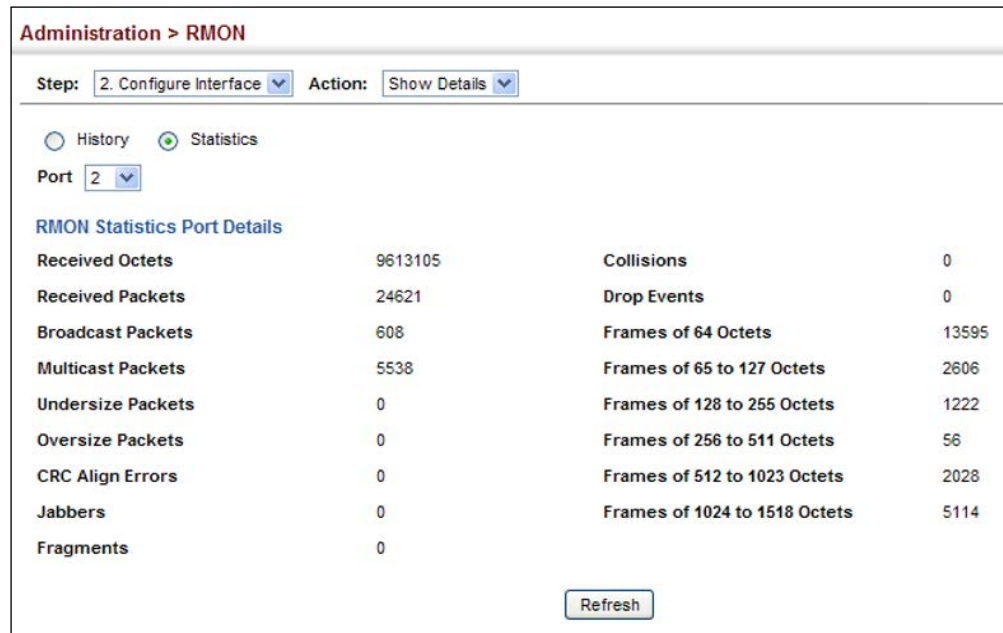 Administration > RMON
Step: 2. Configure Interface Action: Show Details
History Statistics
Port 2
RMON Statistics Port Details
Received Octets 9613105 Collisions 0
Received Packets 24621 Drop Events 0
Broadcast Packets 608 Frames of 64 Octets 13595
Multicast Packets 5538 Frames of 65 to 127 Octets 2606
Undersize Packets 0 Frames of 128 to 255 Octets 1222
Oversize Packets 0 Frames of 256 to 511 Octets 56
CRC Align Errors 0 Frames of 512 to 1023 Octets 2028
Jabbers 0 Frames of 1024 to 1518 Octets 5114
Fragments 0
Refresh